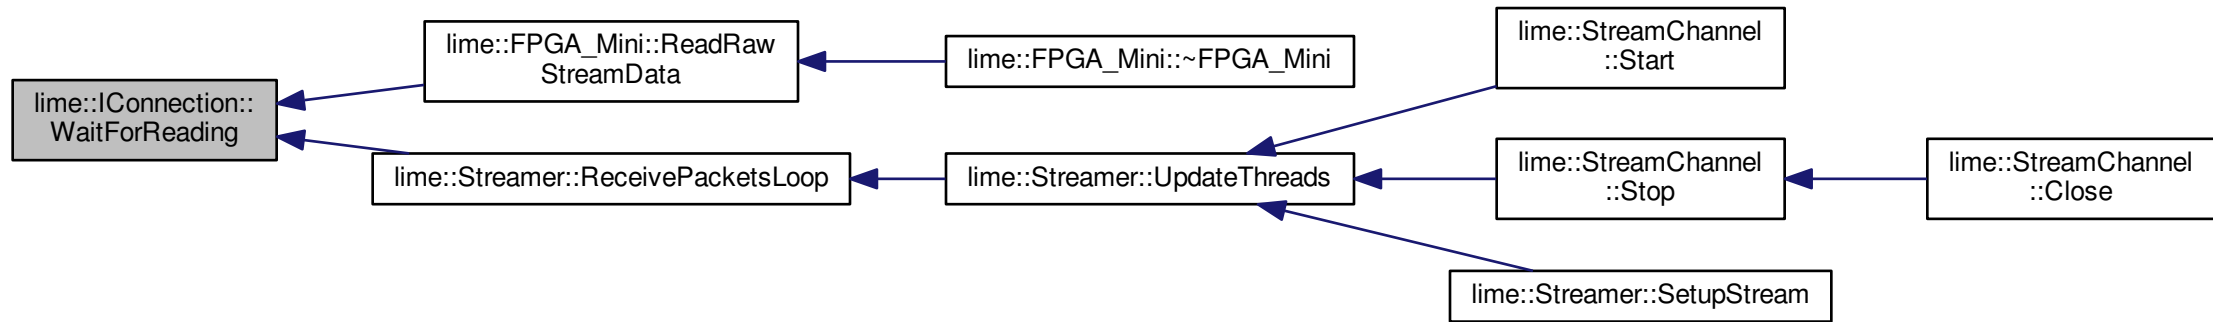 lime::IConnection::
WaitForReading
lime::FPGA_Mini::ReadRaw
StreamData
lime::FPGA_Mini::~FPGA_Mini
lime::Streamer::ReceivePacketsLoop
lime::Streamer::UpdateThreads
lime::StreamChannel
::Start
lime::StreamChannel
::Stop
lime::StreamChannel
::Close
lime::Streamer::SetupStream